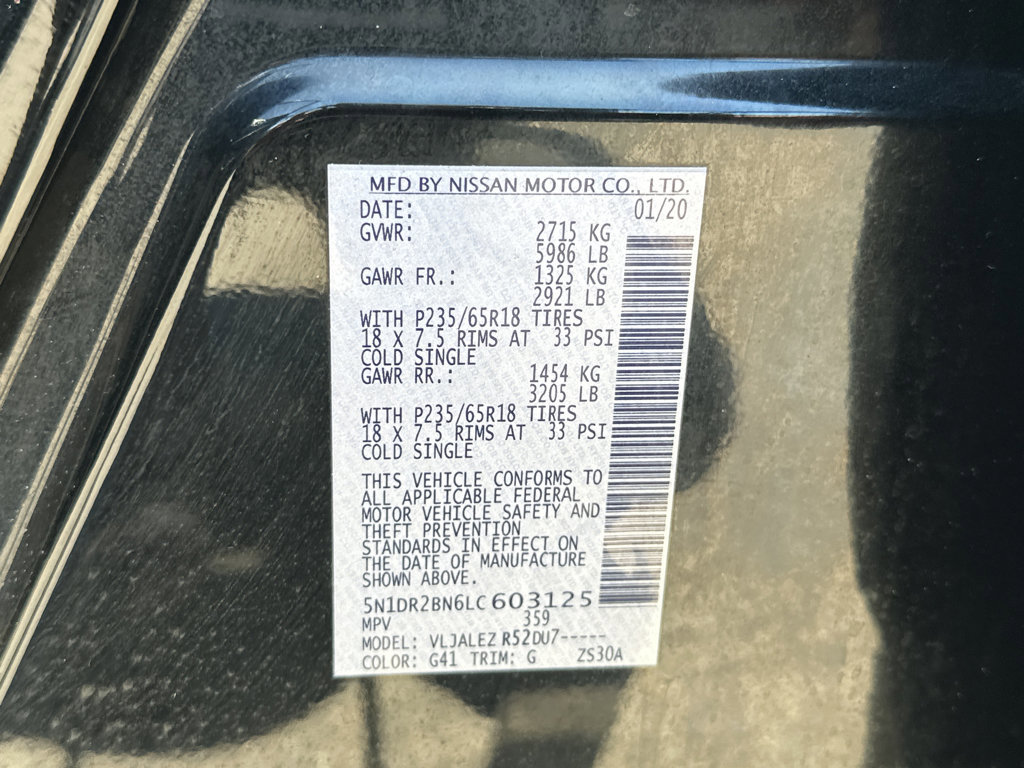 MFD BY NISSAN MOTOR CO., LTD.
DATE: 01/20
GVWR: 2715 KG
5986 LB
GAWR FR.: 1325 KG
2921 LB
WITH P235/65R18 TIRES
18 X 7.5 RIMS AT 33 PSI
COLD SINGLE
GAWR RR.: 1454 KG
3205 LB
WITH P235/65R18 TIRES
18 X 7.5 RIMS AT 33 PSI
COLD SINGLE
THIS VEHICLE CONFORMS TO
ALL APPLICABLE FEDERAL
MOTOR VEHICLE SAFETY AND
THEFT PREVENTION
STANDARDS IN EFFECT ON
THE DATE OF MANUFACTURE
SHOWN ABOVE.
5N1DR2BN6LC603125
MPV 359
MODEL: VLJALEZ R52DU7-----
COLOR: G41 TRIM: G ZS30A